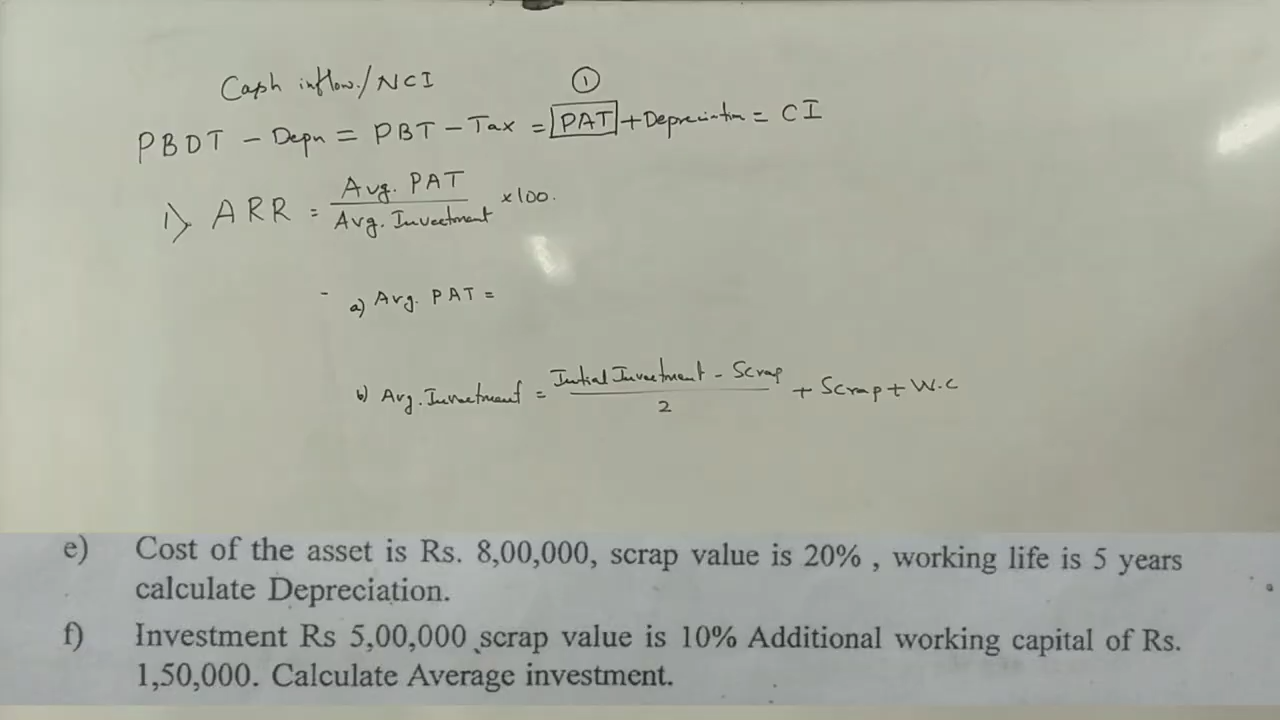 Cash inflow./NCI
①
PBDT - Depn = PBT - Tax = PAT + Depreciation = CI
1) ARR = Avg. PAT / Avg. Investment x100.
- a) Avg. PAT =
b) Avg. Investment = Initial Investment - Scrap / 2 + Scrap + W.C
e) Cost of the asset is Rs. 8,00,000, scrap value is 20% , working life is 5 years
calculate Depreciation.
f) Investment Rs 5,00,000 scrap value is 10% Additional working capital of Rs.
1,50,000. Calculate Average investment.